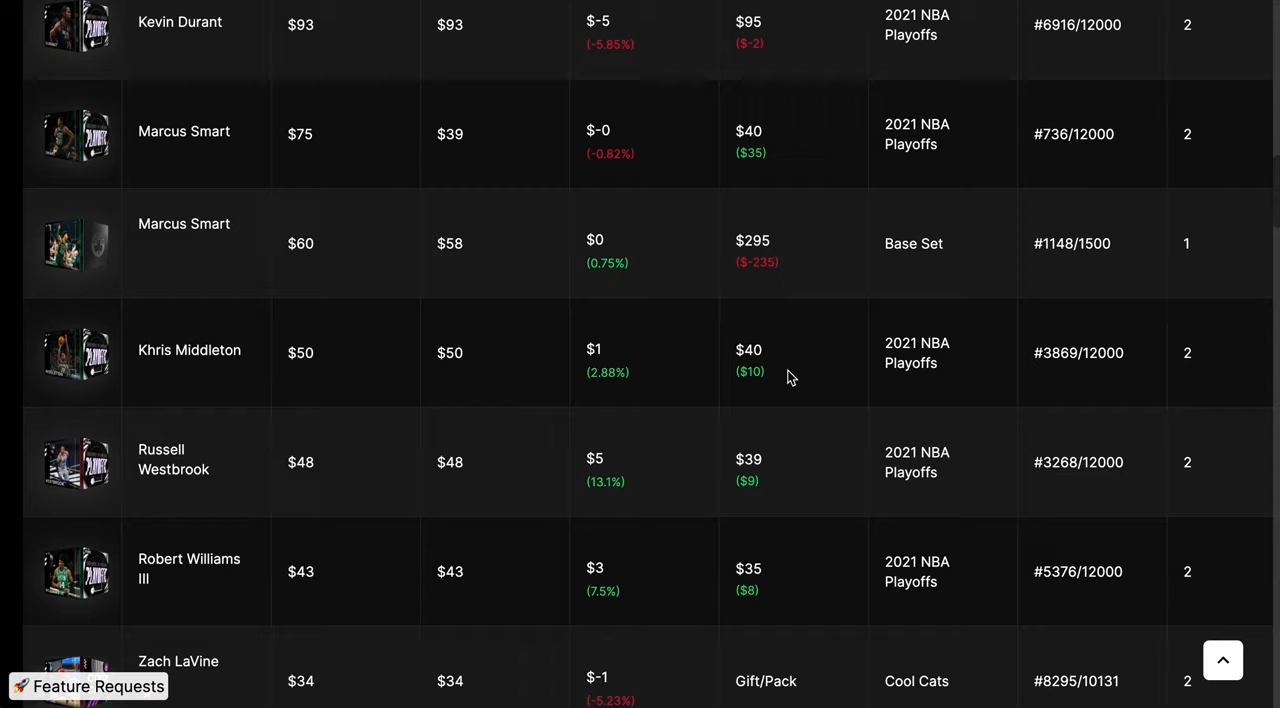 Kevin Durant
$93
$93
$-5
(-5.85%)
$95
($-2)
2021 NBA
Playoffs
#6916/12000
2
Marcus Smart
$75
$39
$-0
(-0.82%)
$40
($35)
2021 NBA
Playoffs
#736/12000
2
Marcus Smart
$60
$58
$0
(0.75%)
$295
($-235)
Base Set
#1148/1500
1
Khris Middleton
$50
$50
$1
(2.88%)
$40
($10)
2021 NBA
Playoffs
#3869/12000
2
Russell
Westbrook
$48
$48
$5
(13.1%)
$39
($9)
2021 NBA
Playoffs
#3268/12000
2
Robert Williams
III
$43
$43
$3
(7.5%)
$35
($8)
2021 NBA
Playoffs
#5376/12000
2
Zach LaVine
$34
$34
$-1
(-5.23%)
Gift/Pack
Cool Cats
#8295/10131
2
🚀 Feature Requests